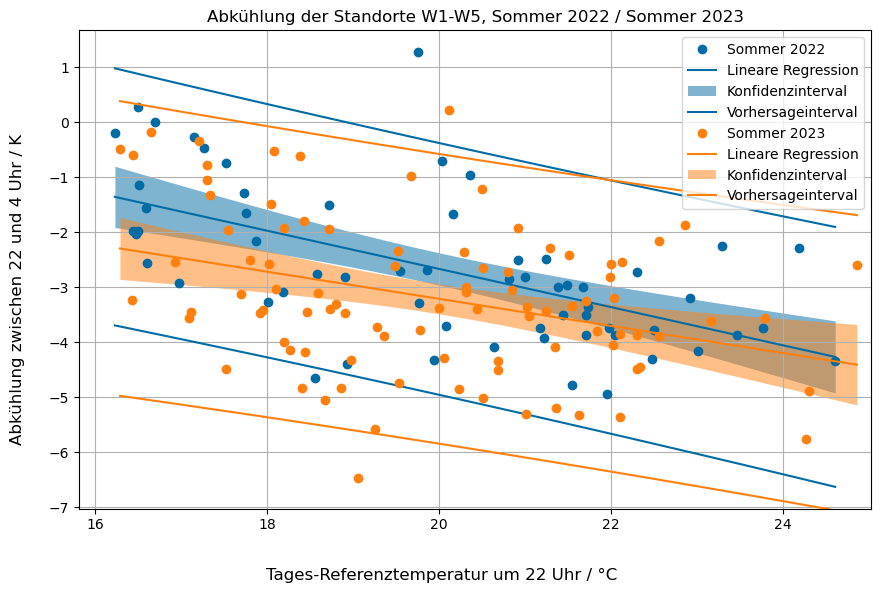 Abkühlung der Standorte W1-W5, Sommer 2022 / Sommer 2023
Abkühlung zwischen 22 und 4 Uhr / K
1
0
−1
−2
−3
−4
−5
−6
−7
Sommer 2022
Lineare Regression
Konfidenzinterval
Vorhersageinterval
Sommer 2023
Lineare Regression
Konfidenzinterval
Vorhersageinterval
16
18
20
22
24
Tages-Referenztemperatur um 22 Uhr / °C